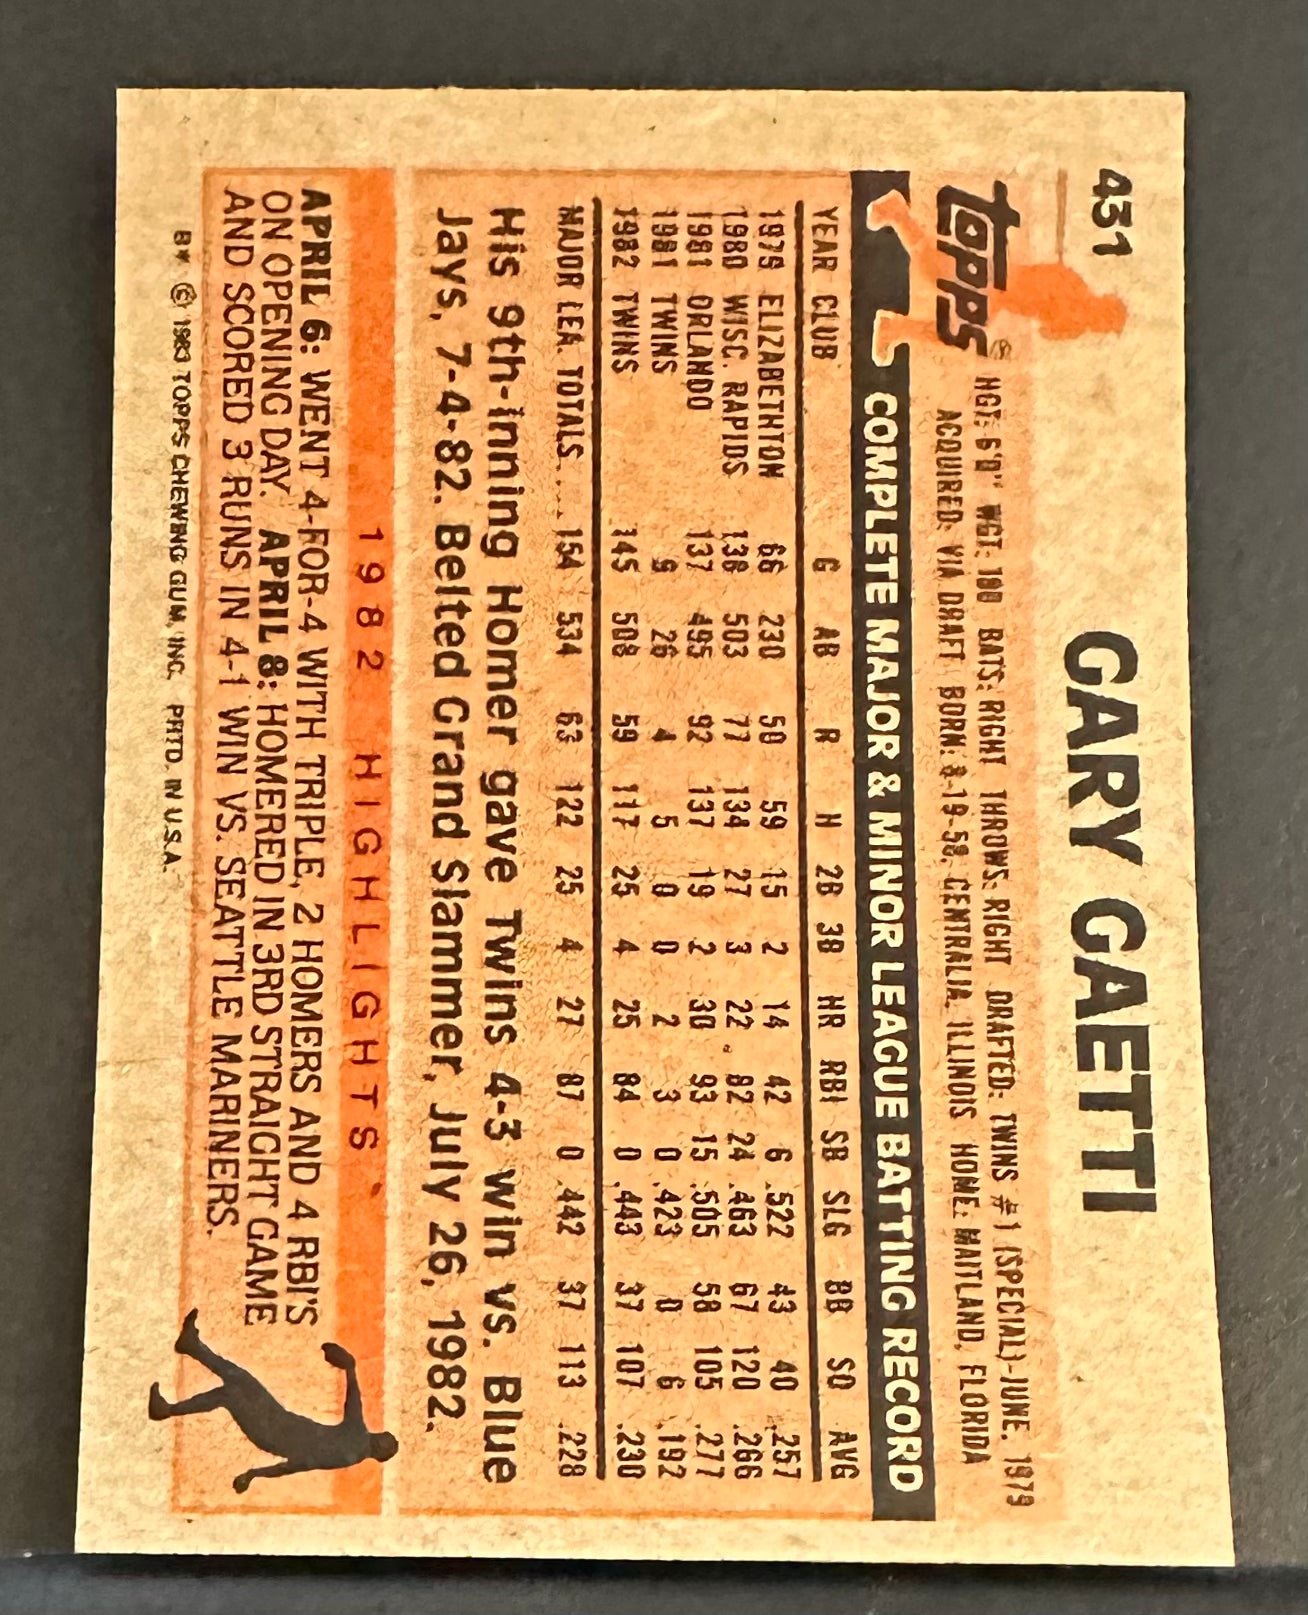 431
GARY GAETTI
TOPPS®
HGT: 6'0" WGT: 180 BATS: RIGHT THROWS: RIGHT DRAFTED: TWINS #1 (SPECIAL)-JUNE, 1979
ACQUIRED: VIA DRAFT BORN: 8-19-58, CENTRALIA, ILLINOIS HOME: MAITLAND, FLORIDA
COMPLETE MAJOR & MINOR LEAGUE BATTING RECORD
YEAR CLUB G AB R H 2B 3B HR RBI SB SLG BB SO AVG
1979 ELIZABETHTON 66 230 50 59 15 2 14 42 6 .522 43 40 .257
1980 WISC. RAPIDS 138 503 77 134 27 3 22 82 24 .463 67 120 .266
1981 ORLANDO 137 495 92 137 19 2 30 93 15 .505 58 105 .277
1981 TWINS 9 26 4 5 0 0 2 3 0 .423 0 6 .192
1982 TWINS 145 508 59 117 25 4 25 84 0 .443 37 107 .230
MAJOR LEA. TOTALS .... 154 534 63 122 25 4 27 87 0 .442 37 113 .228
His 9th-inning Homer gave Twins 4-3 win vs. Blue
Jays, 7-4-82. Belted Grand Slammer, July 26, 1982.
1982 HIGHLIGHTS
APRIL 6: WENT 4-FOR-4 WITH TRIPLE, 2 HOMERS AND 4 RBI'S
ON OPENING DAY. APRIL 8: HOMERED IN 3RD STRAIGHT GAME
AND SCORED 3 RUNS IN 4-1 WIN VS. SEATTLE MARINERS.
© 1983 TOPPS CHEWING GUM, INC. PRTD. IN U.S.A.